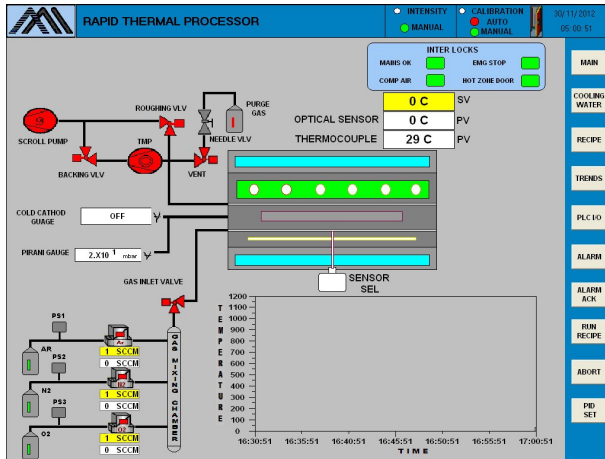 RAPID THERMAL PROCESSOR
INTENSITY
MANUAL
CALIBRATION
AUTO
MANUAL
30/11/2012
05:00:51
INTER LOCKS
MAINS OK
EMG STOP
COMP AIR
HOT ZONE DOOR
0 C SV
OPTICAL SENSOR 0 C PV
THERMOCOUPLE 29 C PV
ROUGHING VLV
PURGE
GAS
SCROLL PUMP
TMP
NEEDLE VLV
BACKING VLV
VENT
COLD CATHOD
GUAGE
OFF
PIRANI GAUGE
2.X10 1 mbar
GAS INLET VALVE
SENSOR
SEL
PS1
AR
Ar
1 SCCM
0 SCCM
PS2
N2
N2
1 SCCM
0 SCCM
PS3
O2
O2
1 SCCM
0 SCCM
GAS MIXING CHAMBER
TEMPERATURE
1200
1100
1000
900
800
700
600
500
400
300
200
100
0
16:30:51 16:35:51 16:40:51 16:45:51 16:50:51 16:55:51 17:00:51
TIME
MAIN
COOLING
WATER
RECIPE
TRENDS
PLC I/O
ALARM
ALARM
ACK
RUN
RECIPE
ABORT
PID
SET